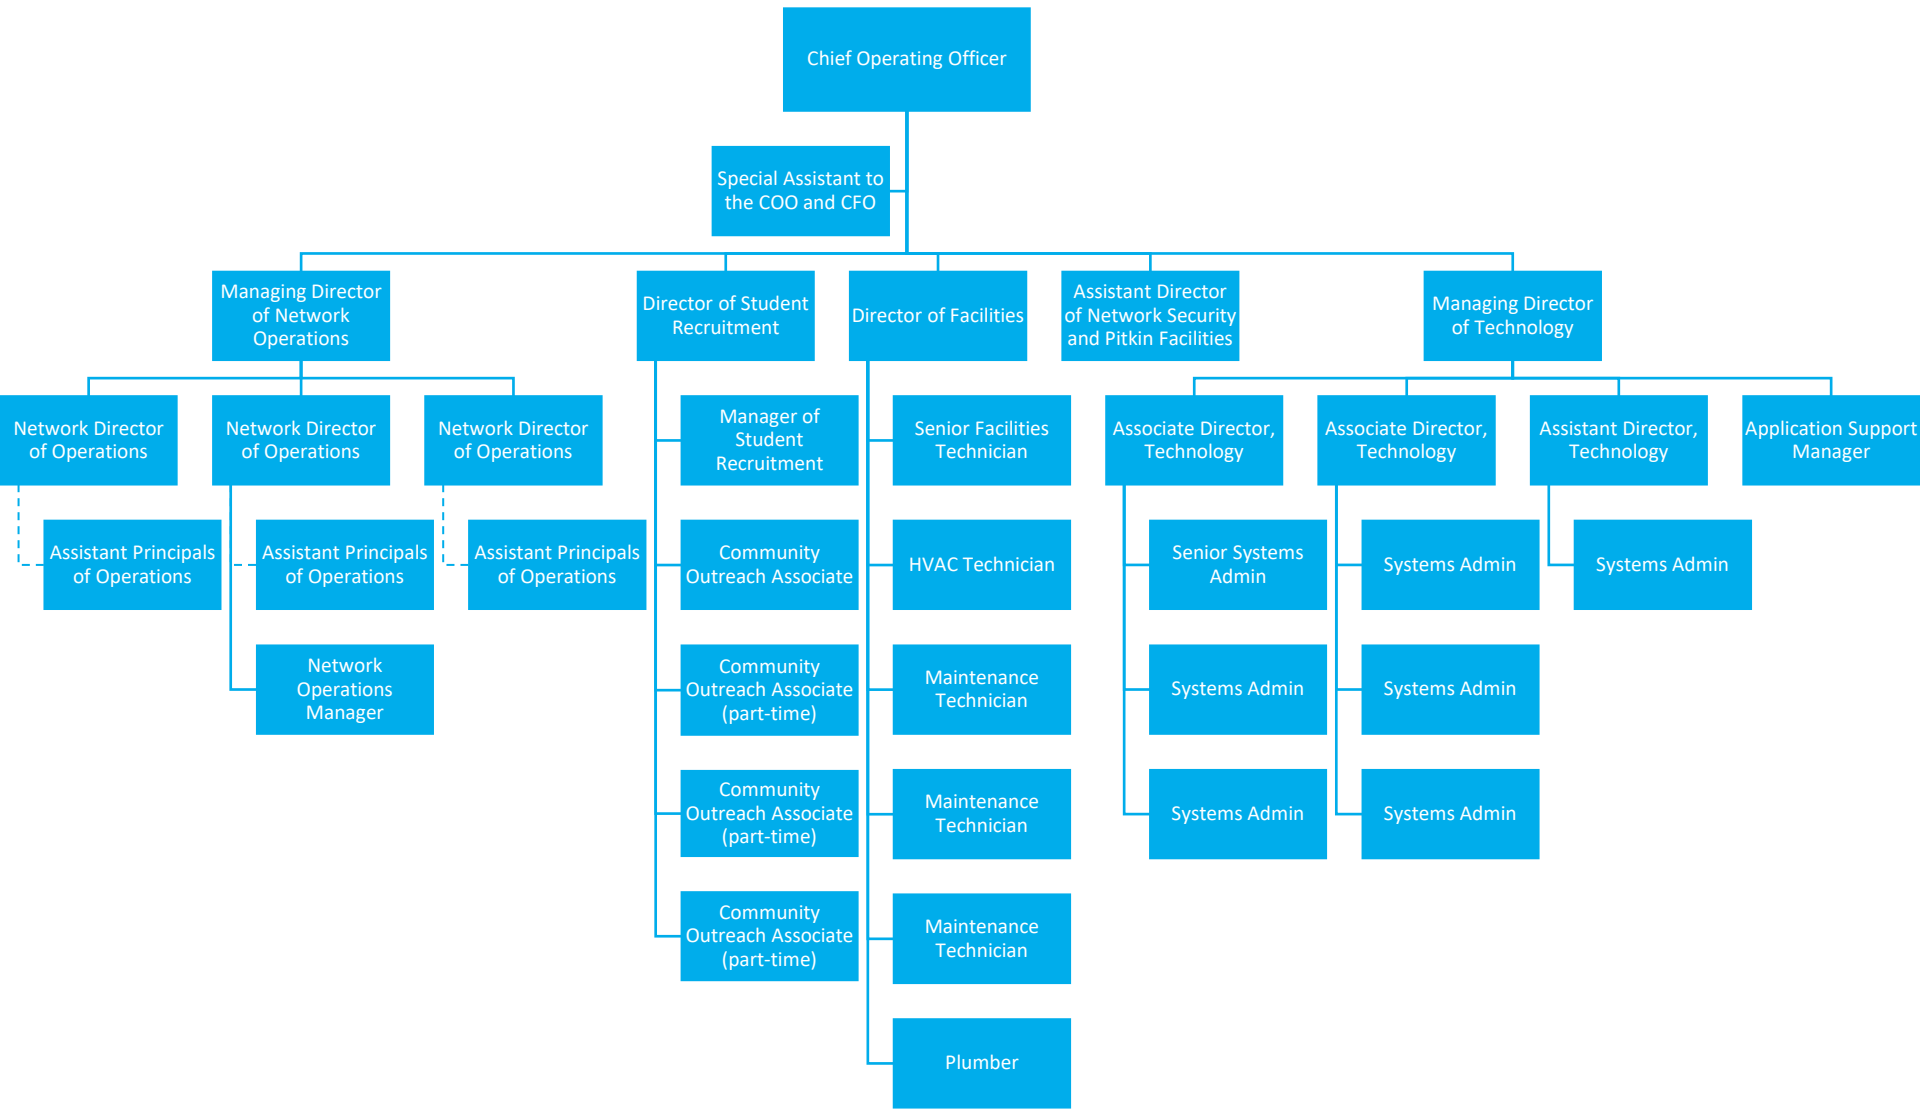 Chief Operating Officer
Special Assistant to
the COO and CFO
Managing Director
of Network
Operations
Director of Student
Recruitment
Director of Facilities
Assistant Director
of Network Security
and Pitkin Facilities
Managing Director
of Technology
Network Director
of Operations
Network Director
of Operations
Network Director
of Operations
Manager of
Student
Recruitment
Senior Facilities
Technician
Associate Director,
Technology
Associate Director,
Technology
Assistant Director,
Technology
Application Support
Manager
Assistant Principals
of Operations
Assistant Principals
of Operations
Assistant Principals
of Operations
Community
Outreach Associate
HVAC Technician
Senior Systems
Admin
Systems Admin
Systems Admin
Network
Operations
Manager
Community
Outreach Associate
(part-time)
Maintenance
Technician
Systems Admin
Systems Admin
Community
Outreach Associate
(part-time)
Maintenance
Technician
Systems Admin
Systems Admin
Community
Outreach Associate
(part-time)
Maintenance
Technician
Plumber